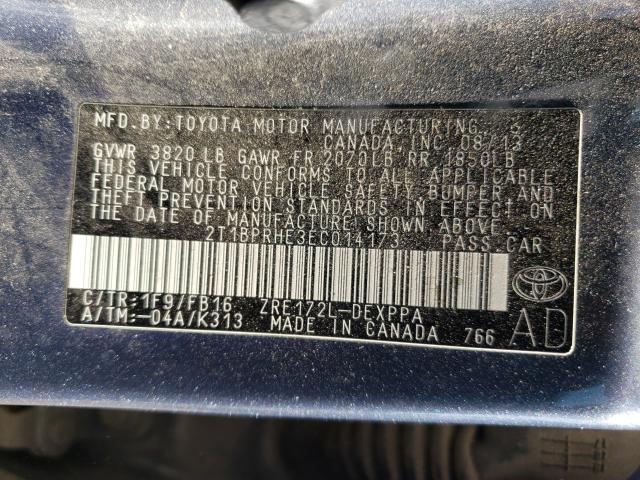 MFD. BY: TOYOTA MOTOR MANUFACTURING, 3
CANADA, INC. 08/13
GVWR 3820 LB GAWR FR 2020LB RR 1850LB
THIS VEHICLE CONFORMS TO ALL APPLICABLE
FEDERAL MOTOR VEHICLE SAFETY, BUMPER AND
THEFT PREVENTION STANDARDS IN EFFECT ON
THE DATE OF MANUFACTURE SHOWN ABOVE.
2T1BPRHE3EC014173 PASS.CAR
C/TR: 1F9/FB16 ZRE172L-DEXPPA
A/TM: -04A/K313 MADE IN CANADA 766
AD